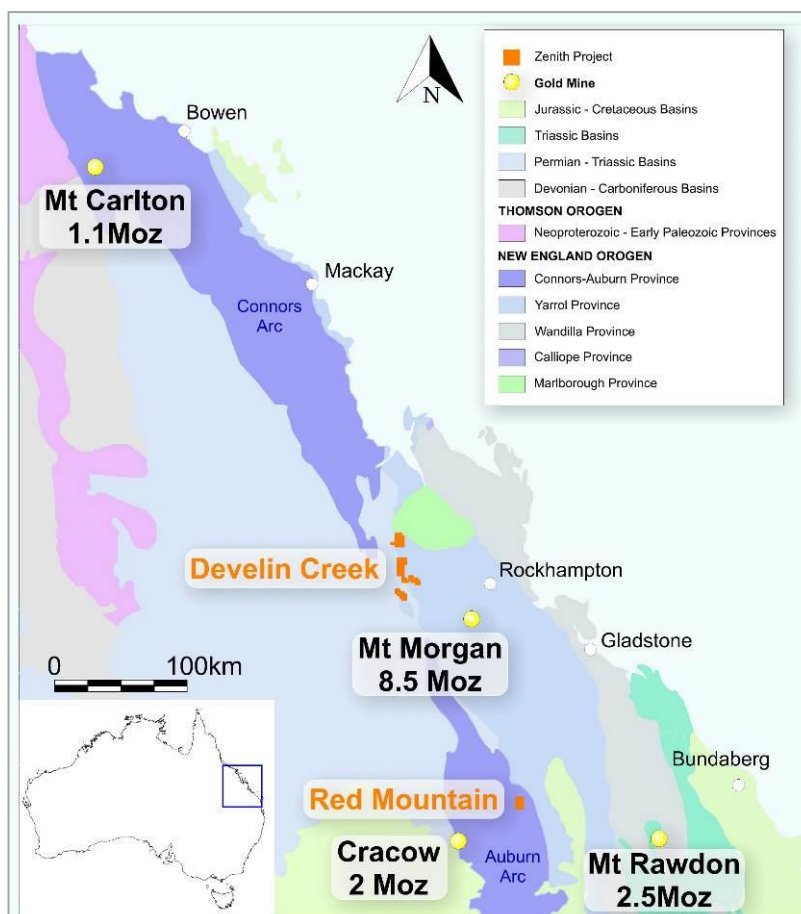 N
Zenith Project
Gold Mine
Jurassic - Cretaceous Basins
Triassic Basins
Permian - Triassic Basins
Devonian - Carboniferous Basins
THOMSON OROGEN
Neoproterozoic - Early Paleozoic Provinces
NEW ENGLAND OROGEN
Connors-Auburn Province
Yarrol Province
Wandilla Province
Calliope Province
Marlborough Province
Bowen
Mt Carlton
1.1Moz
Mackay
Connors
Arc
Develin Creek
Rockhampton
Mt Morgan
8.5 Moz
Gladstone
0 100km
Bundaberg
Red Mountain
Cracow
2 Moz
Auburn
Arc
Mt Rawdon
2.5Moz